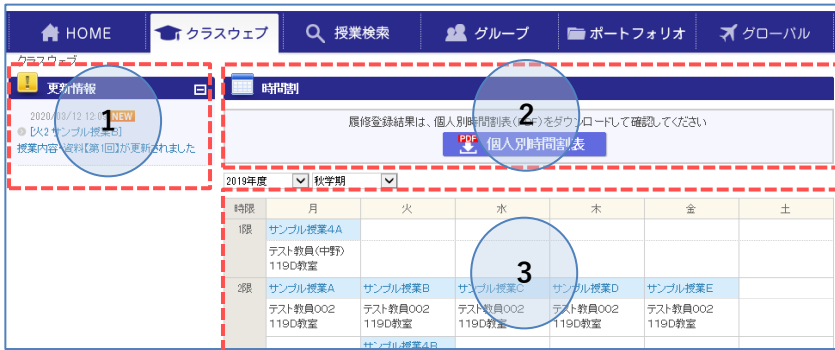 HOME クラスウェブ 授業検索 グループ ポートフォリオ グローバル
クラスウェブ
更新情報
2020/03/12 12:0 NEW
[火2 サンプル授業B]
授業内容・資料【第1回】が更新されました
1
時間割
履修登録結果は、個人別時間割表(PDF)をダウンロードして確認してください
PDF 個人別時間割表
2
2019年度 秋学期
時限 月 火 水 木 金 土
1限 サンプル授業4A
テスト教員(中野)
119D教室
2限 サンプル授業A サンプル授業B サンプル授業C サンプル授業D サンプル授業E
テスト教員002 テスト教員002 テスト教員002 テスト教員002 テスト教員002
119D教室 119D教室 119D教室 119D教室 119D教室
3
サンプル授業4B